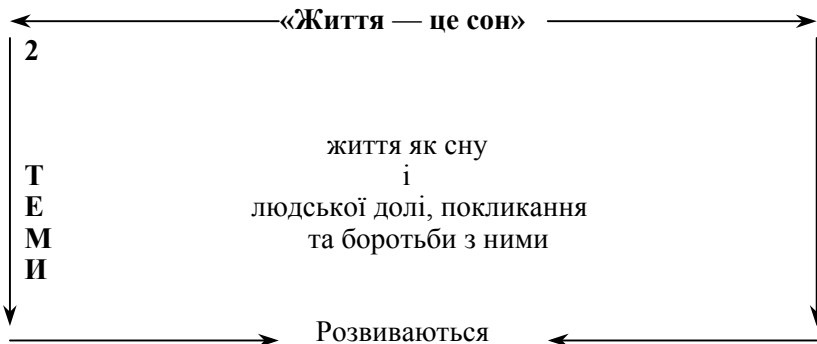 «Життя — це сон»
2
Т
Е
М
И
життя як сну
і
людської долі, покликання
та боротьби з ними
Розвиваються